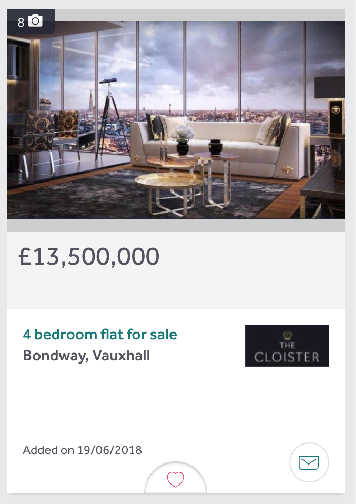 8
£13,500,000
4 bedroom flat for sale
Bondway, Vauxhall
THE
CLOISTER
Added on 19/06/2018